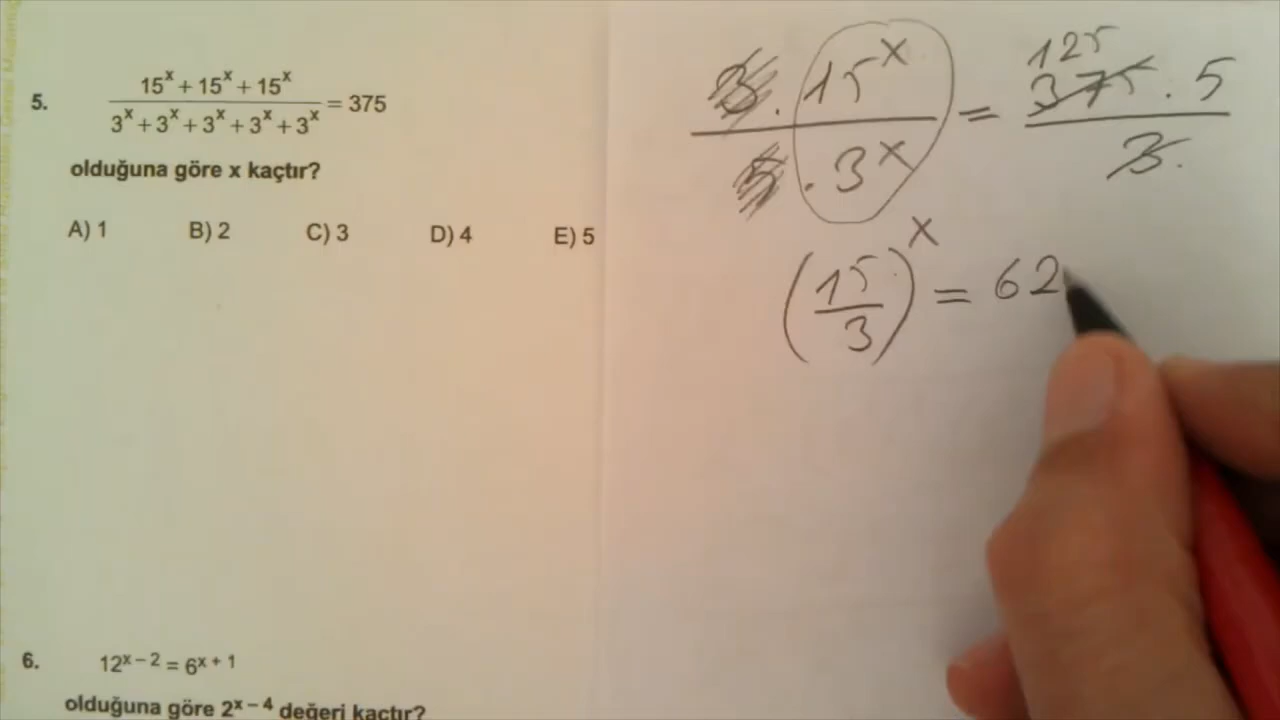 5. 15^x + 15^x + 15^x / 3^x + 3^x + 3^x + 3^x + 3^x = 375
olduğuna göre x kaçtır?
A) 1 B) 2 C) 3 D) 4 E) 5
6. 12^x – 2 = 6^x + 1
olduğuna göre 2^x – 4 değeri kaçtır?
3 . 15^x / 5 . 3^x = 375 . 5 / 3 .
125
(15/3)^x = 62